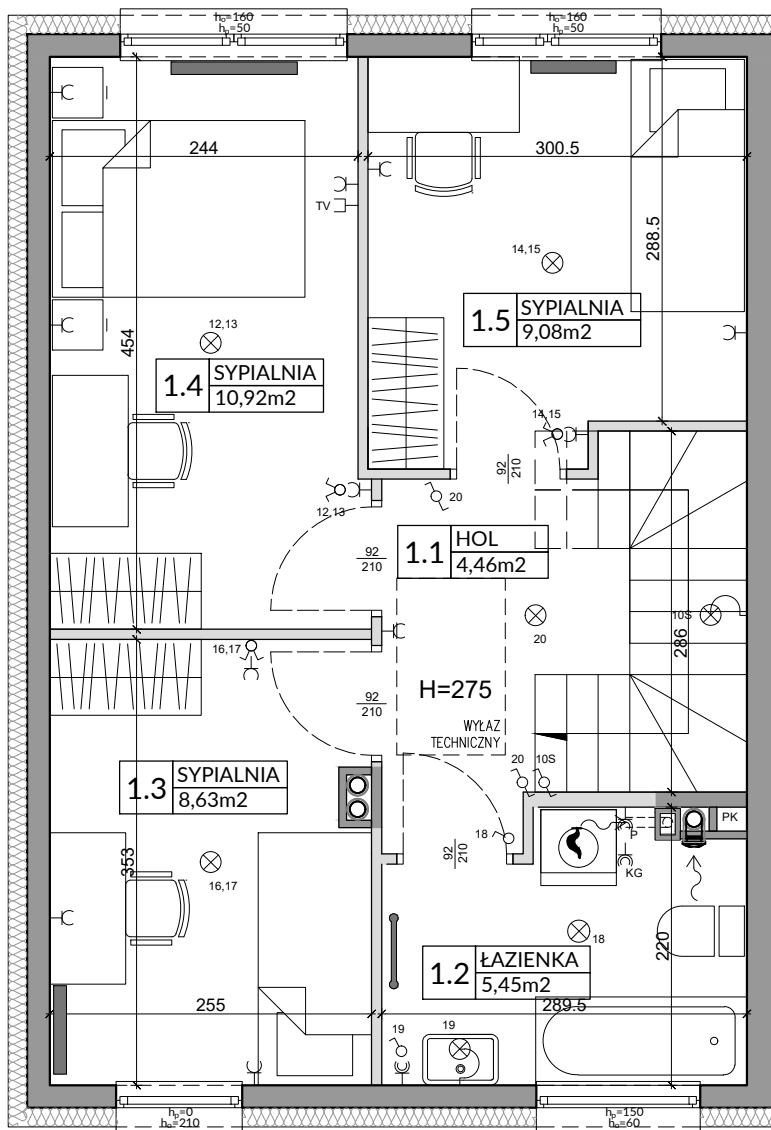 hₒ=160
hₚ=50
hₒ=160
hₚ=50
244
300.5
TV
14,15
288.5
1.5 SYPIALNIA
9,08m2
12,13
454
1.4 SYPIALNIA
10,92m2
14,15
92
210
12,13
20
1.1 HOL
4,46m2
92
210
10S
20
286
16,17
H=275
92
210
WYŁAZ
TECHNICZNY
20
10S
1.3 SYPIALNIA
8,63m2
18
P
PK
92
210
KG
353
16,17
18
220
1.2 ŁAZIENKA
5,45m2
255
289.5
19
19
hₚ=0
hₒ=210
hₚ=150
hₒ=60